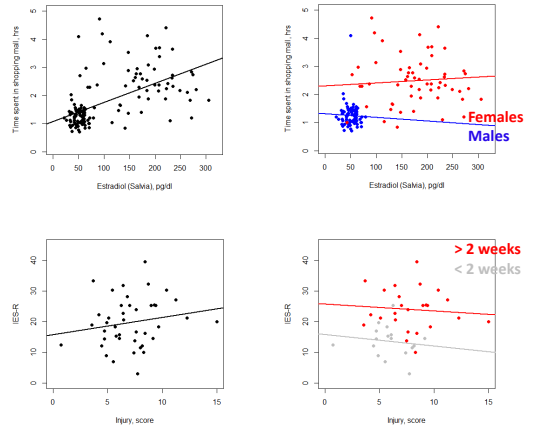 Time spent in shopping mall, hrs
5
4
3
2
1
0
0 50 100 150 200 250 300
Estradiol (Salvia), pg/dl
Time spent in shopping mall, hrs
5
4
3
2
1
0
0 50 100 150 200 250 300
Estradiol (Salvia), pg/dl
Females
Males
IES-R
40
30
20
10
0
0 5 10 15
Injury, score
IES-R
40
30
20
10
0
0 5 10 15
Injury, score
> 2 weeks
< 2 weeks